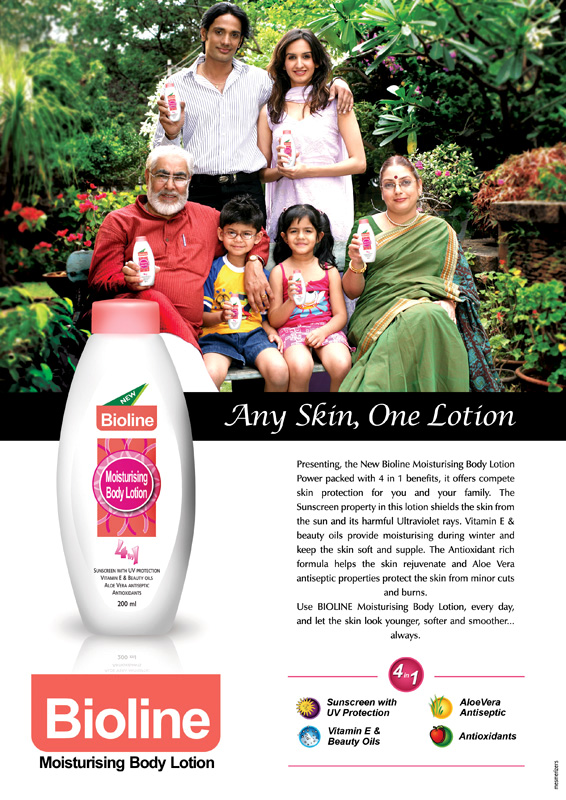 Any Skin, One Lotion
NEW
Bioline
Moisturising
Body Lotion
4in1
SUNSCREEN WITH UV PROTECTION
VITAMIN E & BEAUTY OILS
ALOE VERA ANTISEPTIC
ANTIOXIDANTS
200 ml
Presenting, the New Bioline Moisturising Body Lotion
Power packed with 4 in 1 benefits, it offers compete
skin protection for you and your family. The
Sunscreen property in this lotion shields the skin from
the sun and its harmful Ultraviolet rays. Vitamin E &
beauty oils provide moisturising during winter and
keep the skin soft and supple. The Antioxidant rich
formula helps the skin rejuvenate and Aloe Vera
antiseptic properties protect the skin from minor cuts
and burns.
Use BIOLINE Moisturising Body Lotion, every day,
and let the skin look younger, softer and smoother...
always.
4in1
Sunscreen with
UV Protection
AloeVera
Antiseptic
Vitamin E &
Beauty Oils
Antioxidants
Bioline
Moisturising Body Lotion
mesmerizers